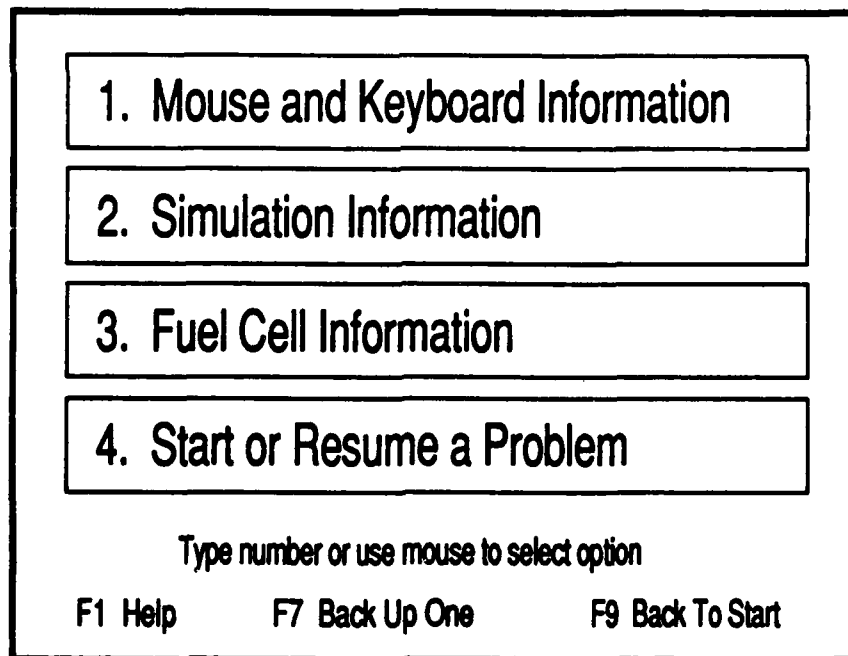 1. Mouse and Keyboard Information
2. Simulation Information
3. Fuel Cell Information
4. Start or Resume a Problem
Type number or use mouse to select option
F1 Help F7 Back Up One F9 Back To Start